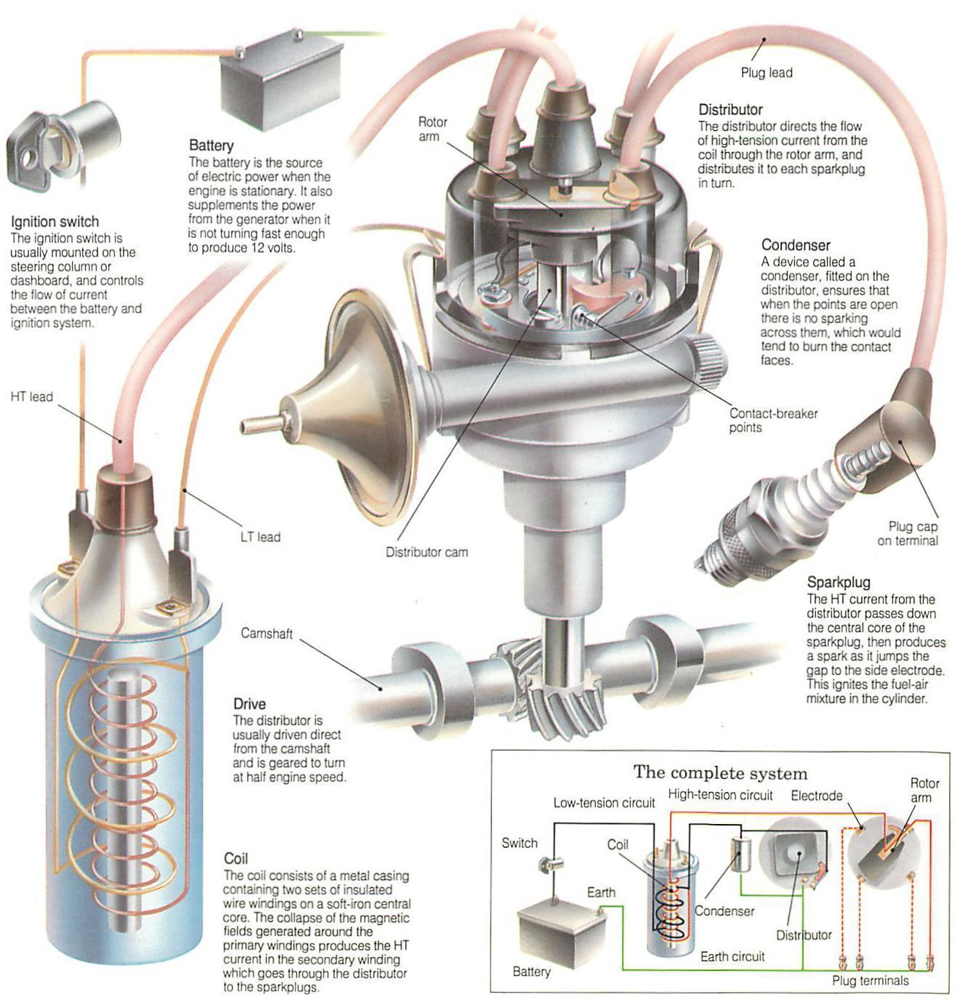 Plug lead
Distributor
The distributor directs the flow
of high-tension current from the
coil through the rotor arm, and
distributes it to each sparkplug
in turn.
Rotor
arm
Battery
The battery is the source
of electric power when the
engine is stationary. It also
supplements the power
from the generator when it
is not turning fast enough
to produce 12 volts.
Ignition switch
The ignition switch is
usually mounted on the
steering column or
dashboard, and controls
the flow of current
between the battery and
ignition system.
Condenser
A device called a
condenser, fitted on the
distributor, ensures that
when the points are open
there is no sparking
across them, which would
tend to burn the contact
faces.
HT lead
Contact-breaker
points
LT lead
Distributor cam
Plug cap
on terminal
Sparkplug
The HT current from the
distributor passes down
the central core of the
sparkplug, then produces
a spark as it jumps the
gap to the side electrode.
This ignites the fuel-air
mixture in the cylinder.
Camshaft
Drive
The distributor is
usually driven direct
from the camshaft
and is geared to turn
at half engine speed.
Coil
The coil consists of a metal casing
containing two sets of insulated
wire windings on a soft-iron central
core. The collapse of the magnetic
fields generated around the
primary windings produces the HT
current in the secondary winding
which goes through the distributor
to the sparkplugs.
The complete system
Low-tension circuit
High-tension circuit
Electrode
Rotor
arm
Switch
Coil
Earth
Condenser
Distributor
Battery
Earth circuit
Plug terminals